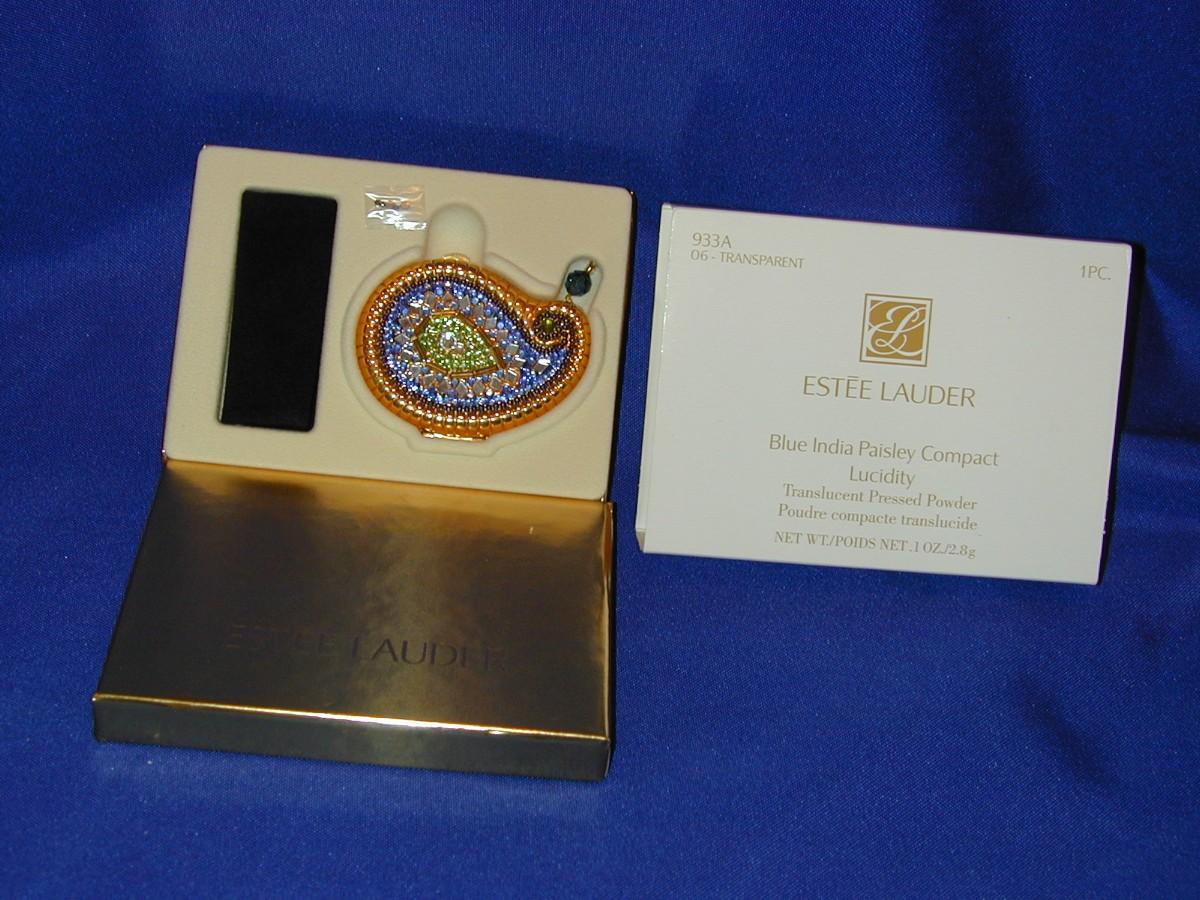 ESTĒE LAUDER
933A
06 - TRANSPARENT
1PC.
EL
ESTĒE LAUDER
Blue India Paisley Compact
Lucidity
Translucent Pressed Powder
Poudre compacte translucide
NET WT./POIDS NET .1 OZ./2.8g